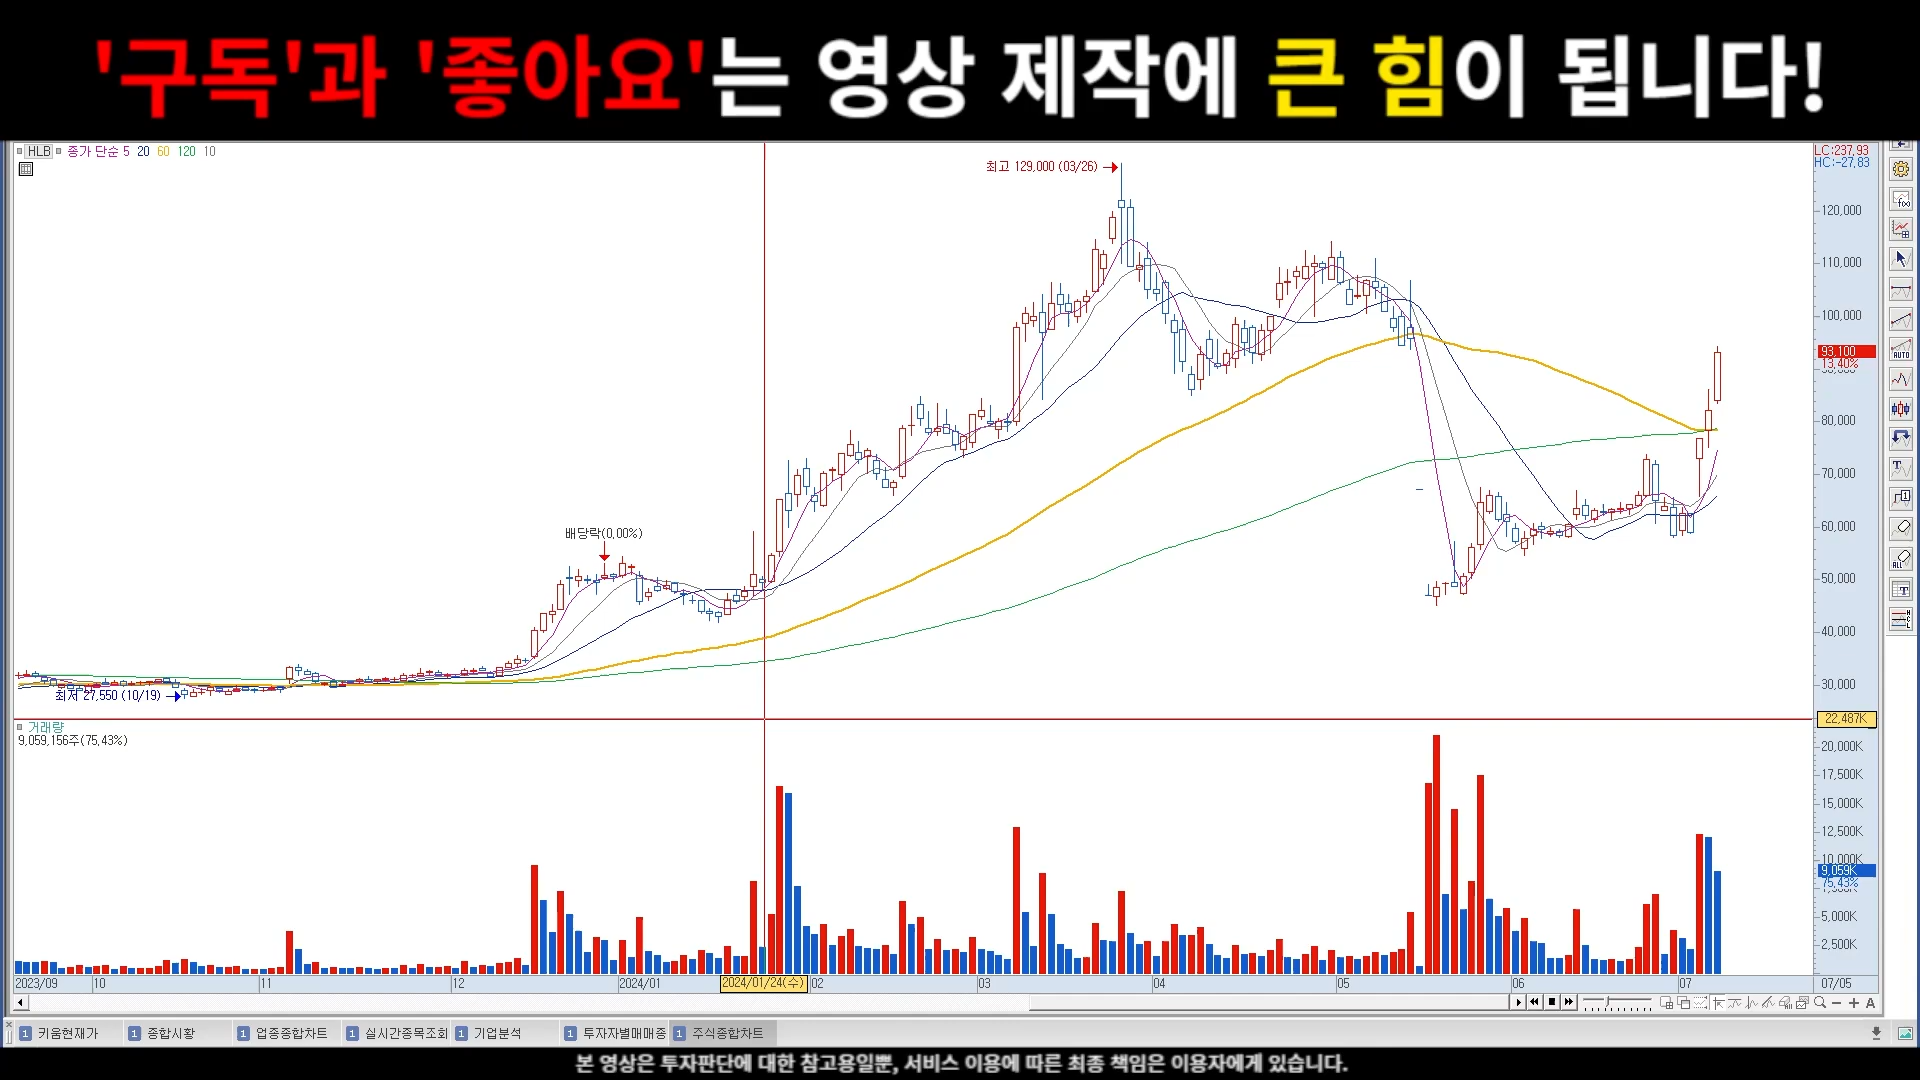 '구독'과 '좋아요'는 영상 제작에 큰 힘이 됩니다!
HLB 종가 단순 5 20 60 120 10
LC:237,93
HC:-27,83
최고 129,000 (03/26)
120,000
110,000
100,000
93,100
13,40%
80,000
70,000
60,000
50,000
40,000
30,000
배당락(0,00%)
최저 27,550 (10/19)
22,487K
거래량
9,059,156주(75,43%)
20,000K
17,500K
15,000K
12,500K
10,000K
9,059K
75,43%
5,000K
2,500K
2023/09 10 11 12 2024/01 2024/01/24(수) 02 03 04 05 06 07 07/05
1 키움현재가 1 종합시황 1 업종종합차트 1 실시간종목조회 1 기업분석 1 투자자별매매종 1 주식종합차트
본 영상은 투자판단에 대한 참고용일뿐, 서비스 이용에 따른 최종 책임은 이용자에게 있습니다.